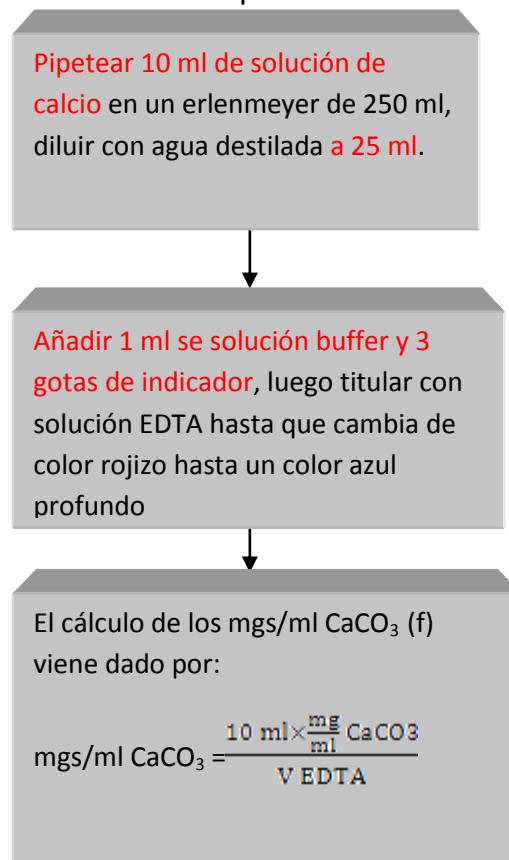 Pipetear 10 ml de solución de
calcio en un erlenmeyer de 250 ml,
diluir con agua destilada a 25 ml.
Añadir 1 ml se solución buffer y 3
gotas de indicador, luego titular con
solución EDTA hasta que cambia de
color rojizo hasta un color azul
profundo
El cálculo de los mgs/ml CaCO₃ (f)
viene dado por:
mgs/ml CaCO₃ = 10 ml × mg/ml CaCO3 / V EDTA